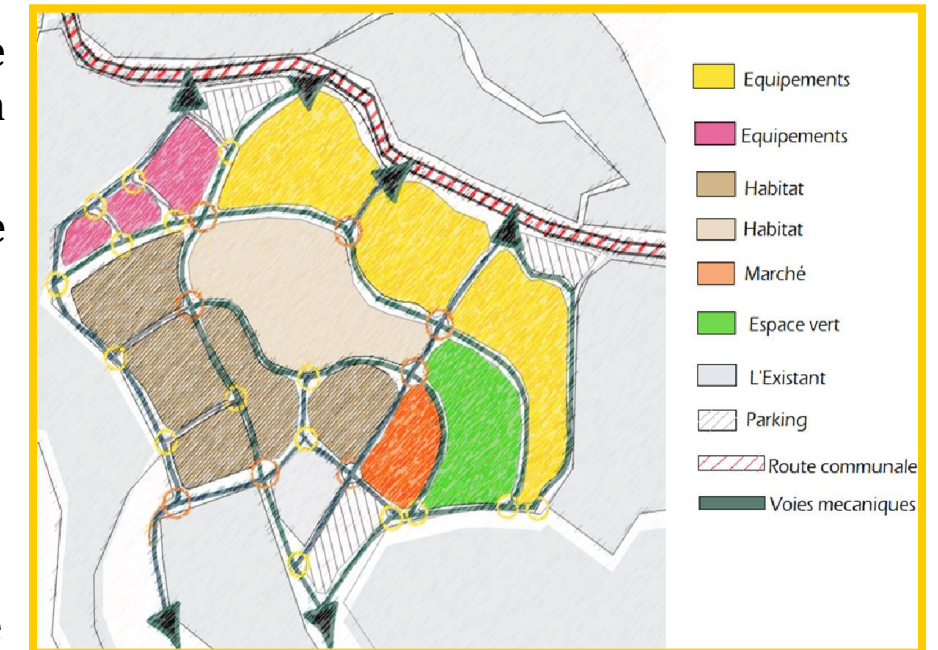 e
n
e
e
Equipements
Equipements
Habitat
Habitat
Marché
Espace vert
L'Existant
Parking
Route communale
Voies mecaniques